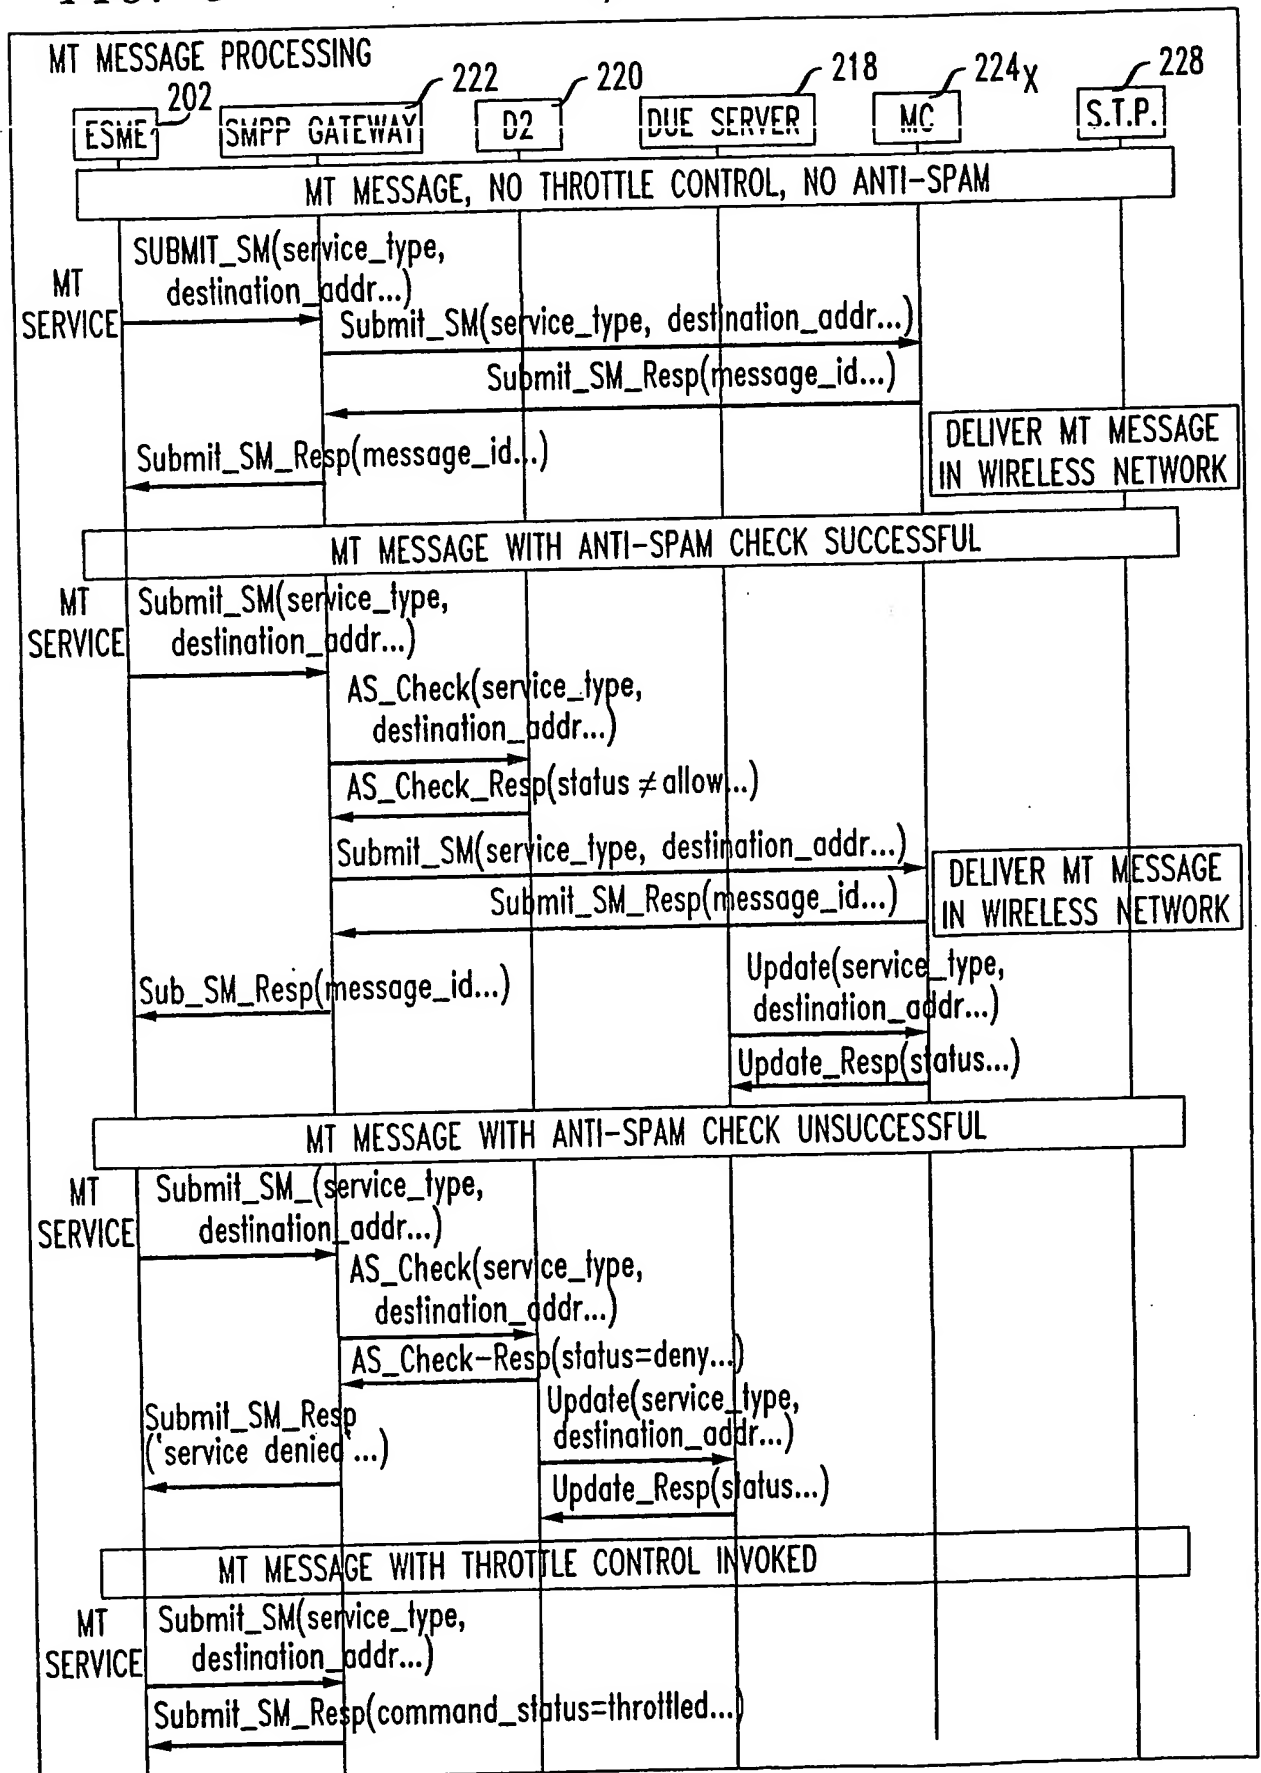 MT MESSAGE PROCESSING
202 222 220 218 224X 228
ESME SMPP GATEWAY D2 DUE SERVER MC S.T.P.
MT MESSAGE, NO THROTTLE CONTROL, NO ANTI-SPAM
MT
SERVICE
SUBMIT_SM(service_type,
destination_addr...)
Submit_SM(service_type, destination_addr...)
Submit_SM_Resp(message_id...)
Submit_SM_Resp(message_id...)
DELIVER MT MESSAGE
IN WIRELESS NETWORK
MT MESSAGE WITH ANTI-SPAM CHECK SUCCESSFUL
MT
SERVICE
Submit_SM(service_type,
destination_addr...)
AS_Check(service_type,
destination_addr...)
AS_Check_Resp(status ≠ allow...)
Submit_SM(service_type, destination_addr...)
Submit_SM_Resp(message_id...)
DELIVER MT MESSAGE
IN WIRELESS NETWORK
Sub_SM_Resp(message_id...)
Update(service_type,
destination_addr...)
Update_Resp(status...)
MT MESSAGE WITH ANTI-SPAM CHECK UNSUCCESSFUL
MT
SERVICE
Submit_SM_(service_type,
destination_addr...)
AS_Check(service_type,
destination_addr...)
AS_Check-Resp(status=deny...)
Submit_SM_Resp
('service denied'...)
Update(service_type,
destination_addr...)
Update_Resp(status...)
MT MESSAGE WITH THROTTLE CONTROL INVOKED
MT
SERVICE
Submit_SM(service_type,
destination_addr...)
Submit_SM_Resp(command_status=throttled...)